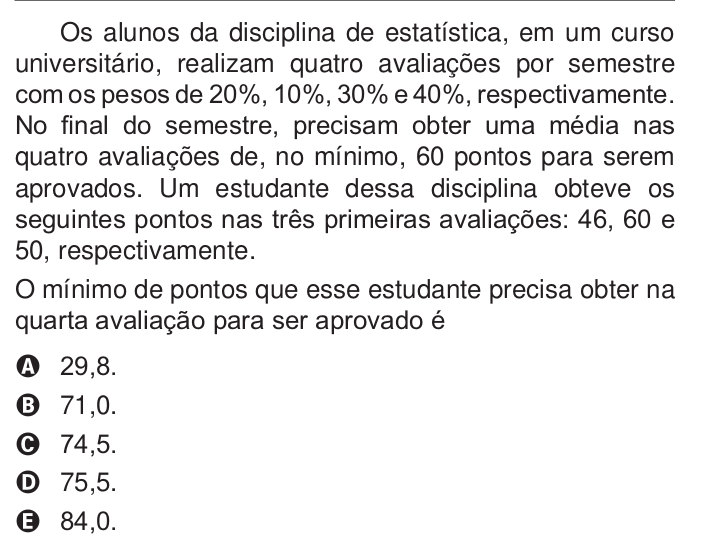 Os alunos da disciplina de estatística, em um curso
universitário, realizam quatro avaliações por semestre
com os pesos de 20%, 10%, 30% e 40%, respectivamente.
No final do semestre, precisam obter uma média nas
quatro avaliações de, no mínimo, 60 pontos para serem
aprovados. Um estudante dessa disciplina obteve os
seguintes pontos nas três primeiras avaliações: 46, 60 e
50, respectivamente.
O mínimo de pontos que esse estudante precisa obter na
quarta avaliação para ser aprovado é
A 29,8.
B 71,0.
C 74,5.
D 75,5.
E 84,0.